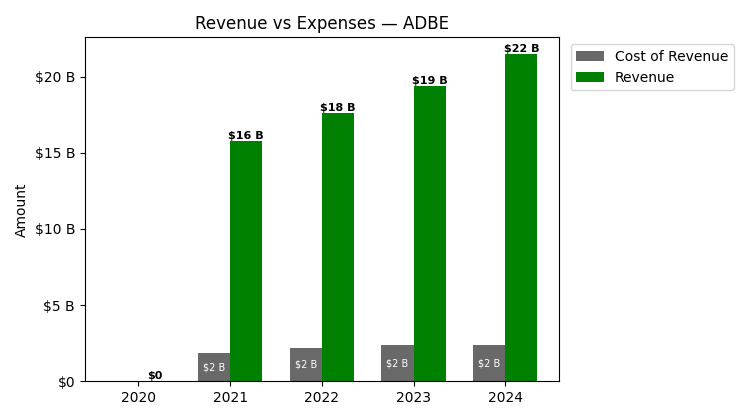 Revenue vs Expenses — ADBE
Cost of Revenue
Revenue
Amount
$20 B
$15 B
$10 B
$5 B
$0
$0
$16 B
$18 B
$19 B
$22 B
$2 B
$2 B
$2 B
$2 B
2020
2021
2022
2023
2024